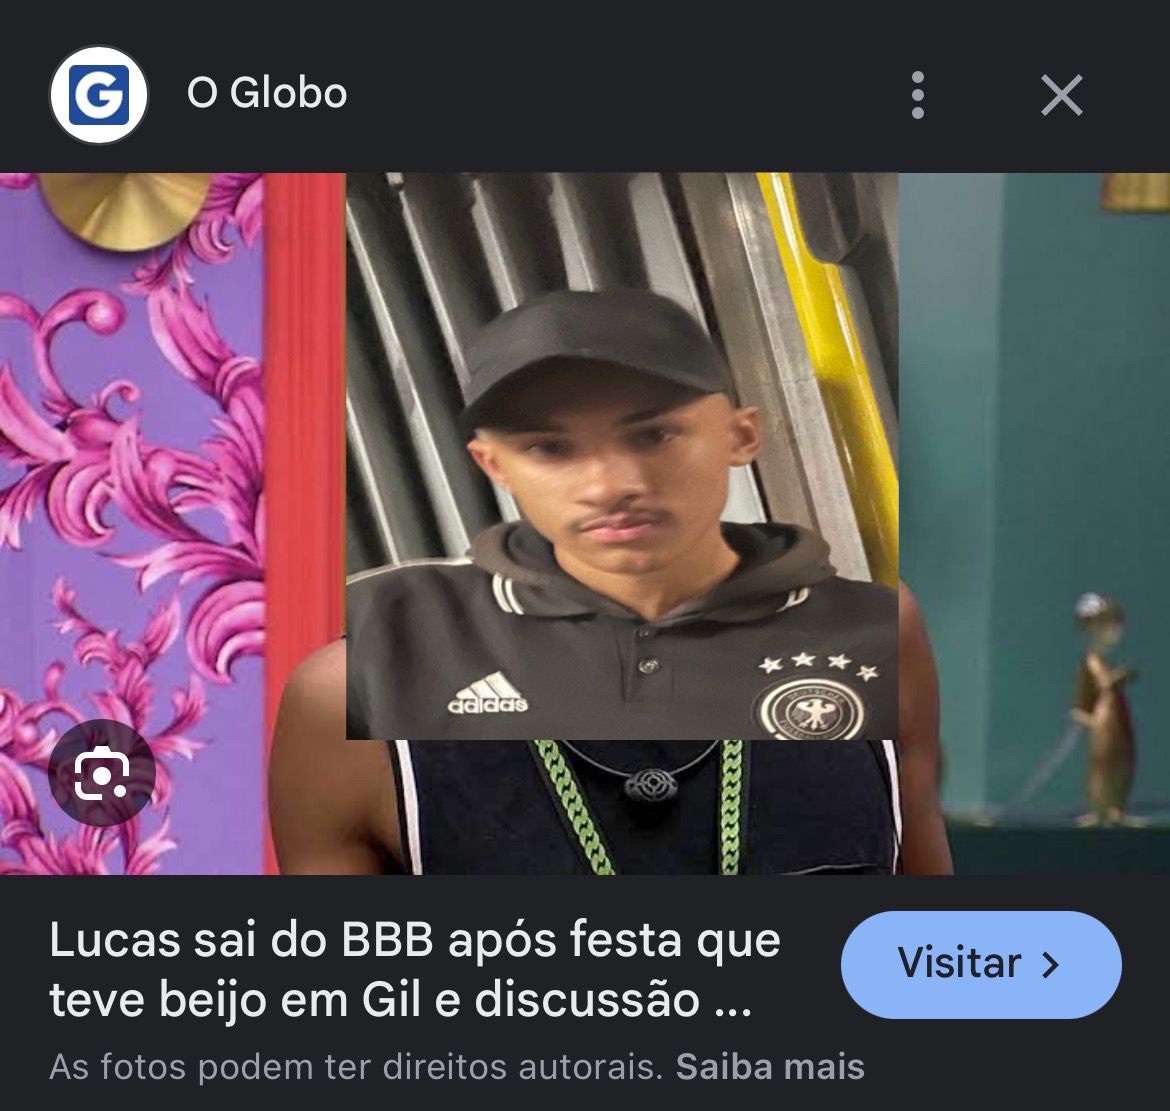 G O Globo
adidas
DEUTSCHER
Lucas sai do BBB após festa que
teve beijo em Gil e discussão ...
Visitar
As fotos podem ter direitos autorais. Saiba mais